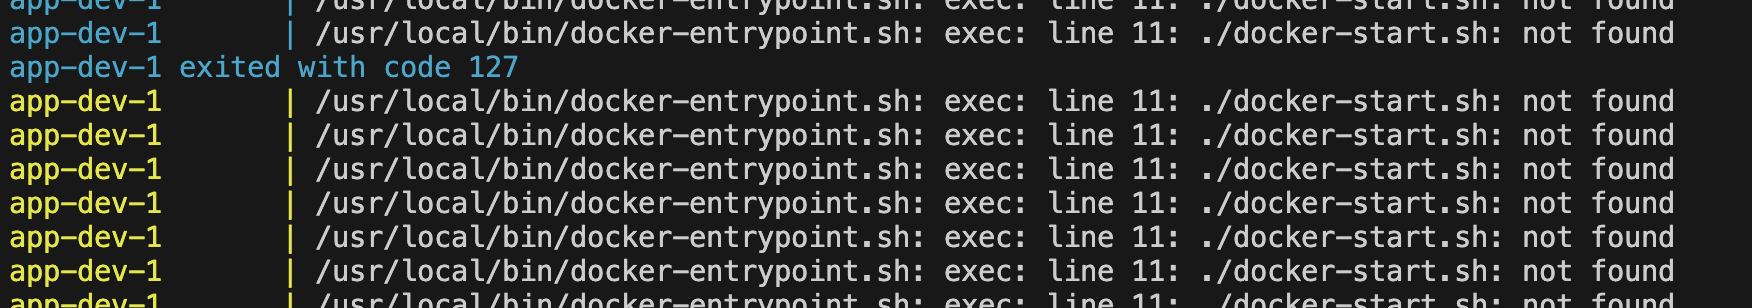 app-dev-1 | /usr/local/bin/docker-entrypoint.sh: exec: line 11: ./docker-start.sh: not found
app-dev-1 | /usr/local/bin/docker-entrypoint.sh: exec: line 11: ./docker-start.sh: not found
app-dev-1 exited with code 127
app-dev-1 | /usr/local/bin/docker-entrypoint.sh: exec: line 11: ./docker-start.sh: not found
app-dev-1 | /usr/local/bin/docker-entrypoint.sh: exec: line 11: ./docker-start.sh: not found
app-dev-1 | /usr/local/bin/docker-entrypoint.sh: exec: line 11: ./docker-start.sh: not found
app-dev-1 | /usr/local/bin/docker-entrypoint.sh: exec: line 11: ./docker-start.sh: not found
app-dev-1 | /usr/local/bin/docker-entrypoint.sh: exec: line 11: ./docker-start.sh: not found
app-dev-1 | /usr/local/bin/docker-entrypoint.sh: exec: line 11: ./docker-start.sh: not found
app-dev-1 | /usr/local/bin/docker-entrypoint.sh: exec: line 11: ./docker-start.sh: not found